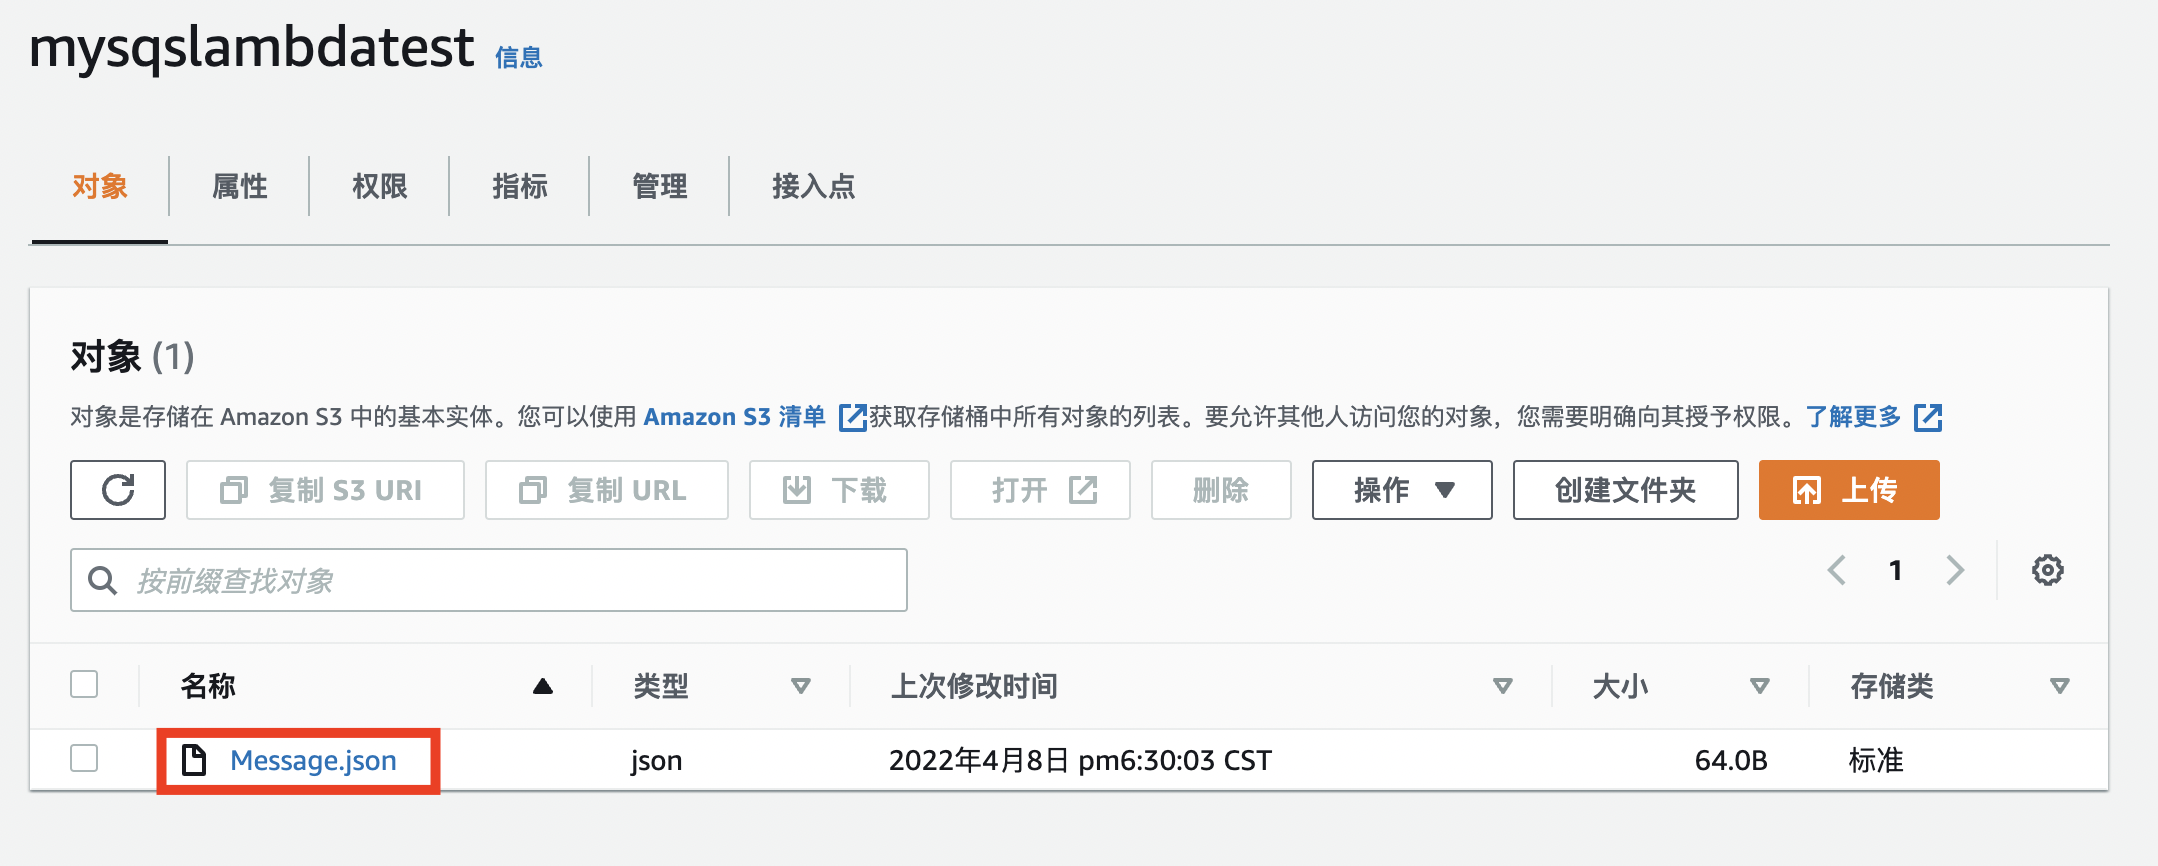 mysqslambdatest 信息
对象 属性 权限 指标 管理 接入点
对象 (1)
对象是存储在 Amazon S3 中的基本实体。您可以使用 Amazon S3 清单 获取存储桶中所有对象的列表。要允许其他人访问您的对象，您需要明确向其授予权限。了解更多
复制 S3 URI 复制 URL 下载 打开 删除 操作 创建文件夹 上传
按前缀查找对象 1
名称 类型 上次修改时间 大小 存储类
Message.json json 2022年4月8日 pm6:30:03 CST 64.0B 标准